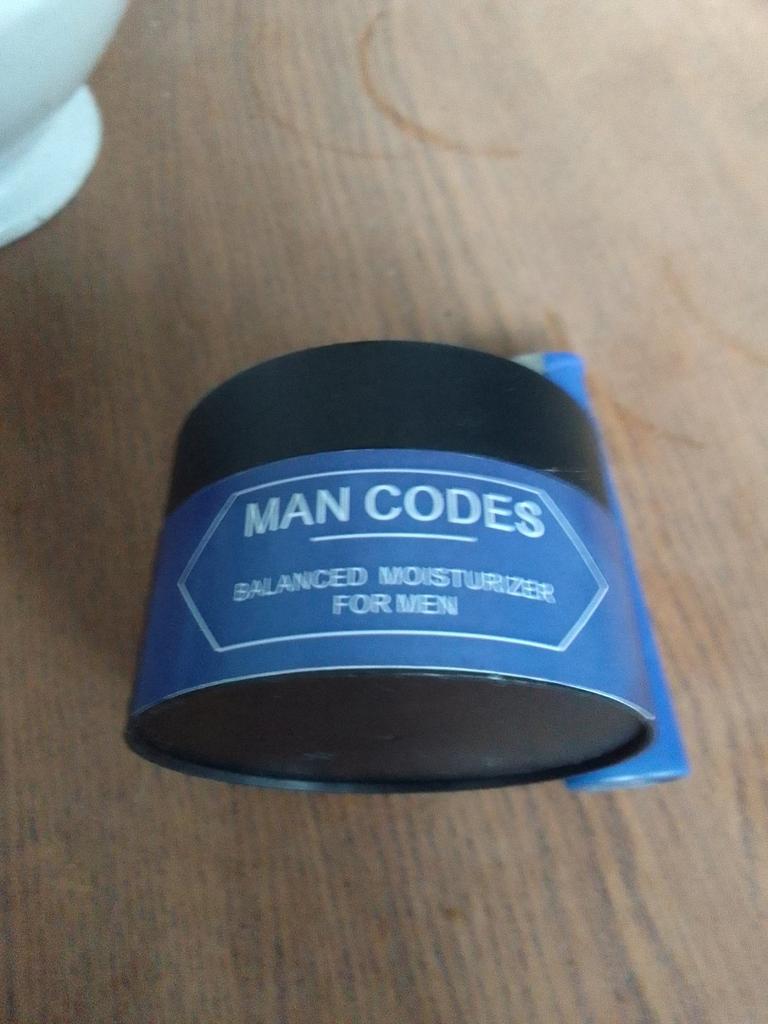 MAN CODES
BALANCED MOISTURIZER
FOR MEN